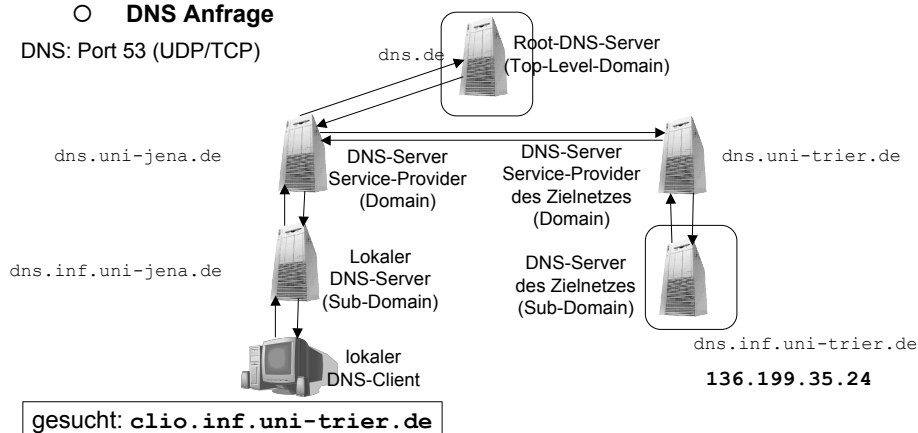 ○ DNS Anfrage
DNS: Port 53 (UDP/TCP)
dns.de
Root-DNS-Server
(Top-Level-Domain)
dns.uni-jena.de
DNS-Server
Service-Provider
(Domain)
DNS-Server
Service-Provider
des Zielnetzes
(Domain)
dns.uni-trier.de
dns.inf.uni-jena.de
Lokaler
DNS-Server
(Sub-Domain)
DNS-Server
des Zielnetzes
(Sub-Domain)
dns.inf.uni-trier.de
136.199.35.24
lokaler
DNS-Client
gesucht: clio.inf.uni-trier.de